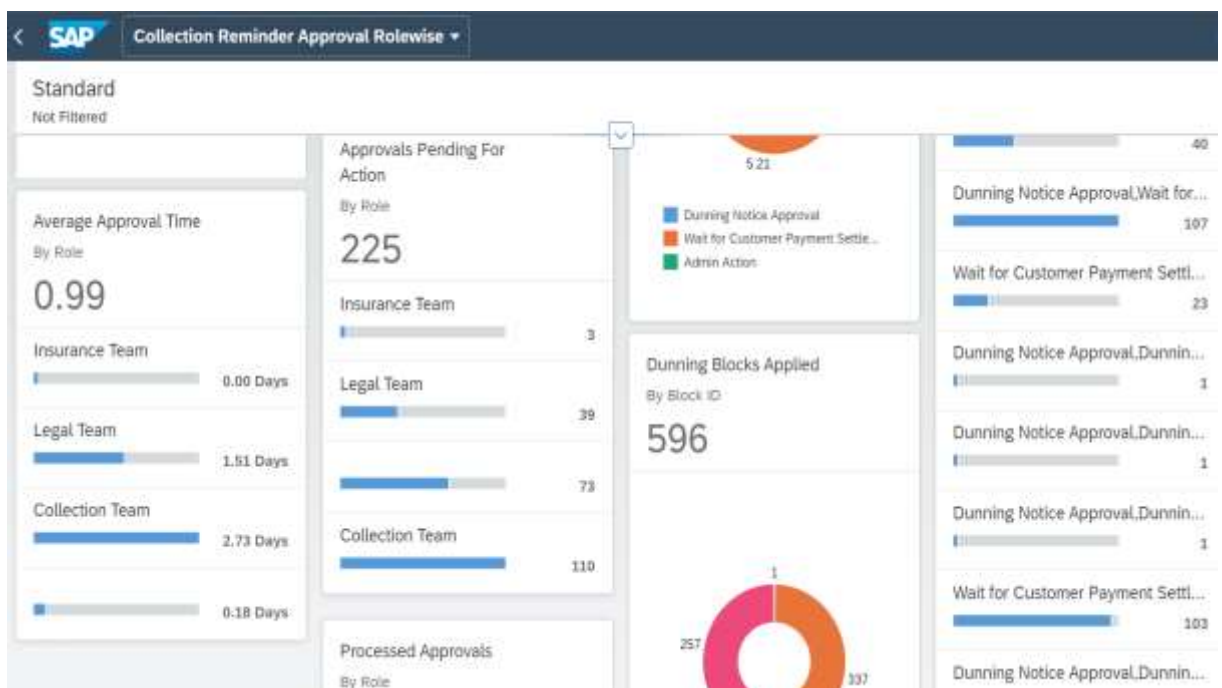 SAP
Collection Reminder Approval Rolewise
Standard
Not Filtered
Average Approval Time
By Role
0.99
Insurance Team
0.00 Days
Legal Team
1.51 Days
Collection Team
2.73 Days
0.18 Days
Approvals Pending For
Action
By Role
225
Insurance Team
3
Legal Team
39
73
Collection Team
110
Processed Approvals
By Role
5.21
Dunning Notice Approval
Wait for Customer Payment Settle...
Admin Action
Dunning Blocks Applied
By Block ID
596
1
257
337
40
Dunning Notice Approval,Wait for...
107
Wait for Customer Payment Settl...
23
Dunning Notice Approval,Dunnin...
1
Dunning Notice Approval,Dunnin...
1
Dunning Notice Approval,Dunnin...
1
Wait for Customer Payment Settl...
103
Dunning Notice Approval,Dunnin...